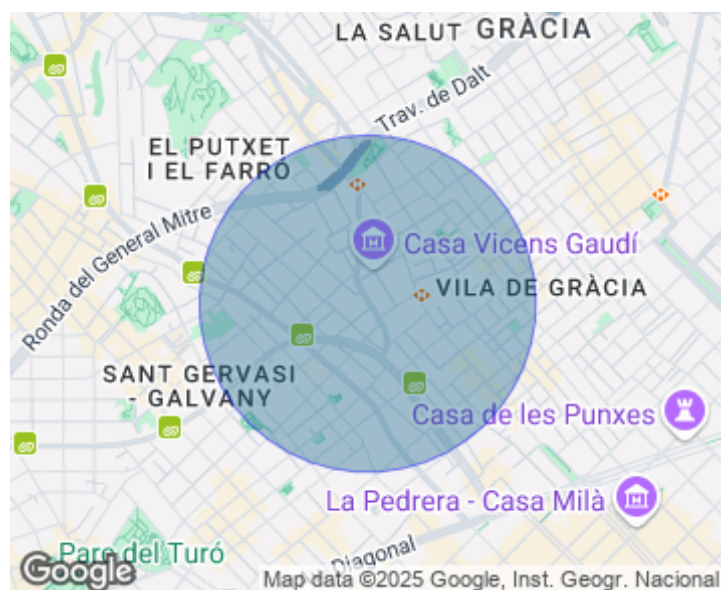 LA SALUT
GRÀCIA
Trav. de Dalt
EL PUTXET
I EL FARRÓ
Ronda del General Mitre
Casa Vicens Gaudí
VILA DE GRÀCIA
SANT GERVASI
- GALVANY
Casa de les Punxes
La Pedrera - Casa Milà
Parc del Turó
Diagonal
Google
Map data ©2025 Google, Inst. Geogr. Nacional